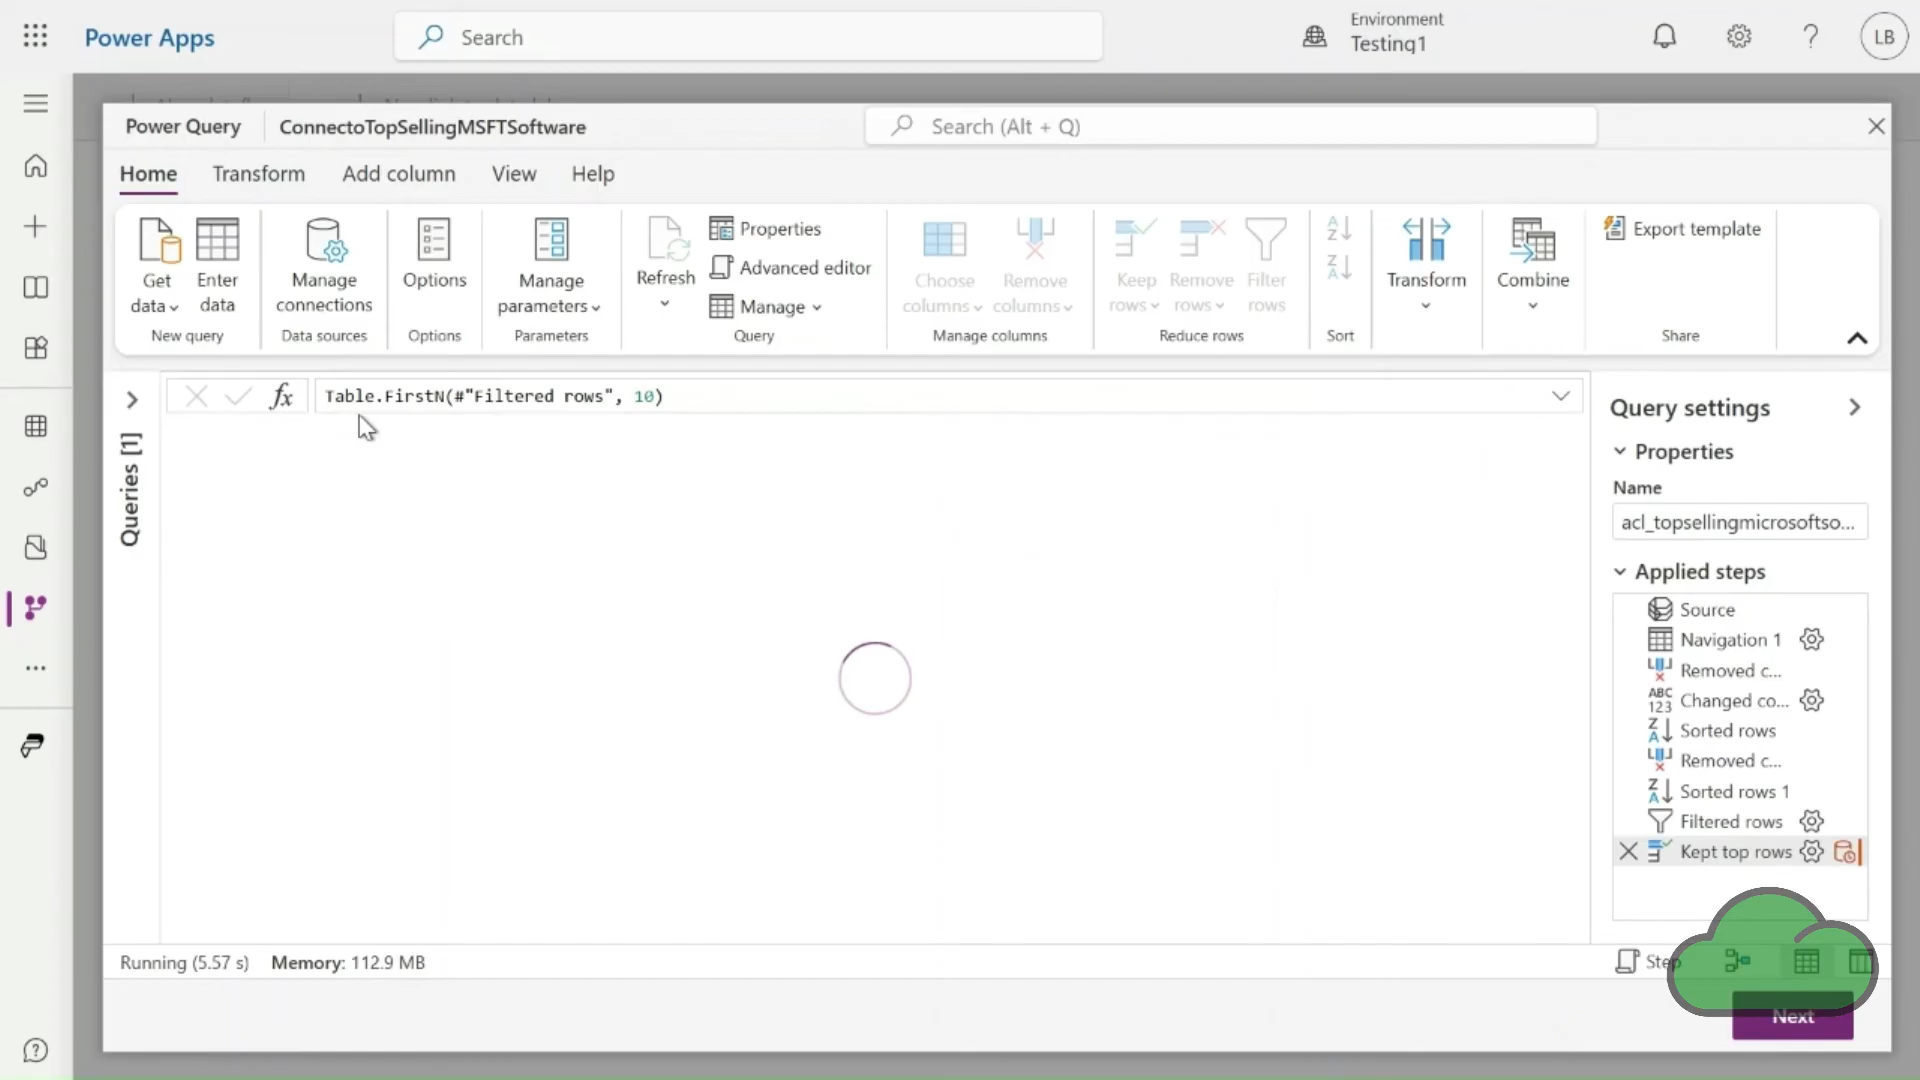 Power Apps
Search
Environment
Testing1
LB
Power Query
ConnectoTopSellingMSFTSoftware
Search (Alt + Q)
Home
Transform
Add column
View
Help
Get
data
Enter
data
New query
Manage
connections
Data sources
Options
Options
Manage
parameters
Parameters
Refresh
Properties
Advanced editor
Manage
Query
Choose
columns
Remove
columns
Manage columns
Keep
rows
Remove
rows
Filter
rows
Reduce rows
Sort
Transform
Combine
Export template
Share
fx
Table.FirstN(#"Filtered rows", 10)
Queries [1]
Query settings
Properties
Name
acl_topsellingmicrosoftso...
Applied steps
Source
Navigation 1
Removed c...
ABC
123
Changed co...
Sorted rows
Removed c...
Sorted rows 1
Filtered rows
Kept top rows
Running (5.57 s)
Memory: 112.9 MB
Step
Next